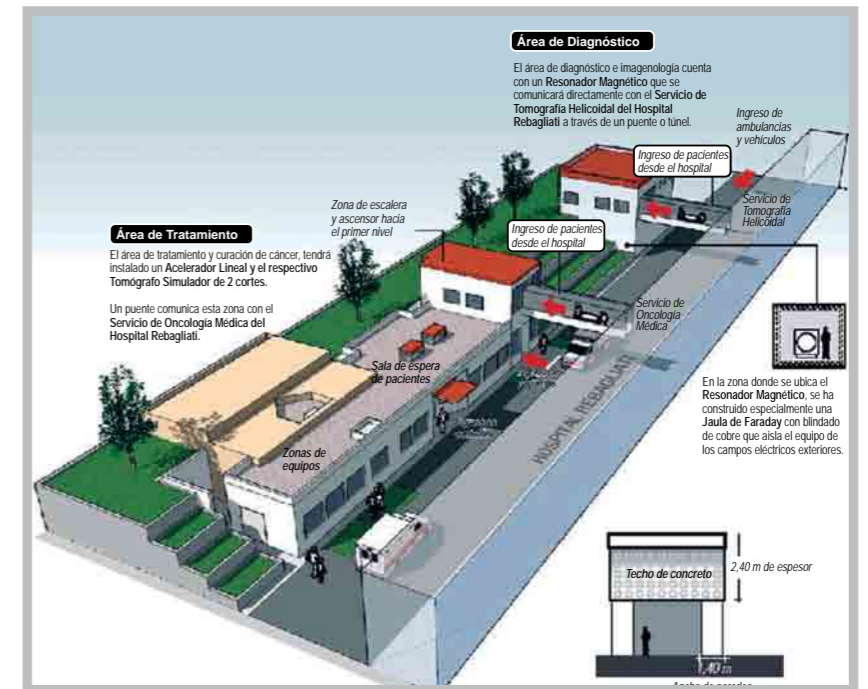 Área de Diagnóstico
El área de diagnóstico e imagenología cuenta
con un Resonador Magnético que se
comunicará directamente con el Servicio de
Tomografía Helicoidal del Hospital
Rebagliati a través de un puente o túnel.
Ingreso de
ambulancias
y vehículos
Ingreso de pacientes
desde el hospital
Servicio de
Tomografía
Helicoidal
Zona de escalera
y ascensor hacia
el primer nivel
Ingreso de pacientes
desde el hospital
Área de Tratamiento
El área de tratamiento y curación de cáncer, tendrá
instalado un Acelerador Lineal y el respectivo
Tomógrafo Simulador de 2 cortes.
Un puente comunica esta zona con el
Servicio de Oncología Médica del
Hospital Rebagliati.
Servicio de
Oncología
Médica
Sala de espera
de pacientes
Zonas de
equipos
HOSPITAL REBAGLIATI
En la zona donde se ubica el
Resonador Magnético, se ha
construido especialmente una
Jaula de Faraday con blindado
de cobre que aisla el equipo de
los campos eléctricos exteriores.
Techo de concreto
2,40 m de espesor
1,40 m